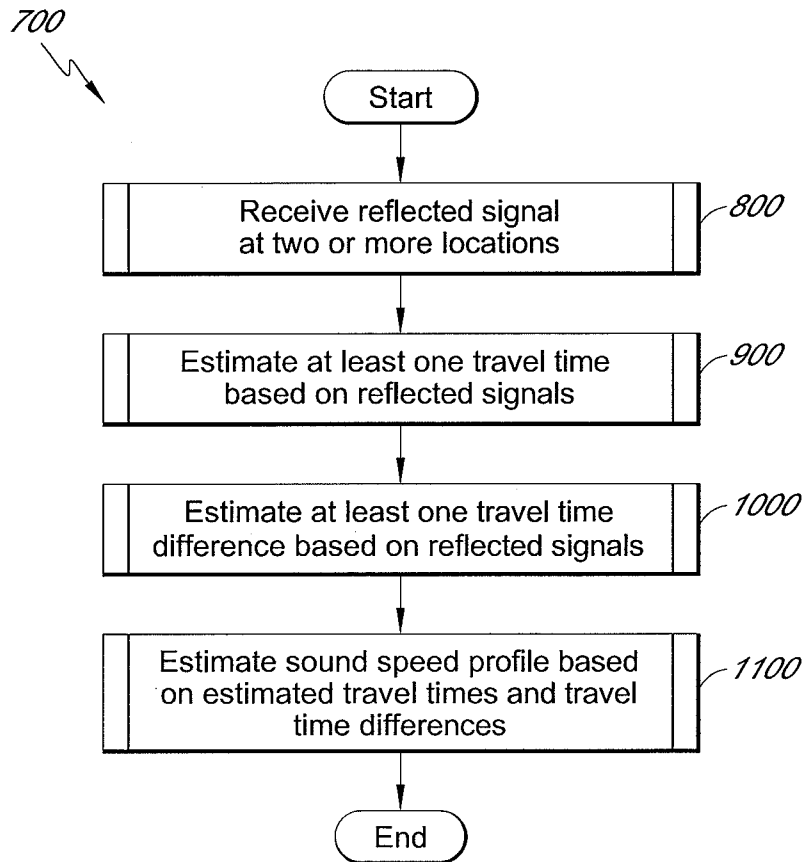 700
Start
Receive reflected signal
at two or more locations
800
Estimate at least one travel time
based on reflected signals
900
Estimate at least one travel time
difference based on reflected signals
1000
Estimate sound speed profile based
on estimated travel times and travel
time differences
1100
End